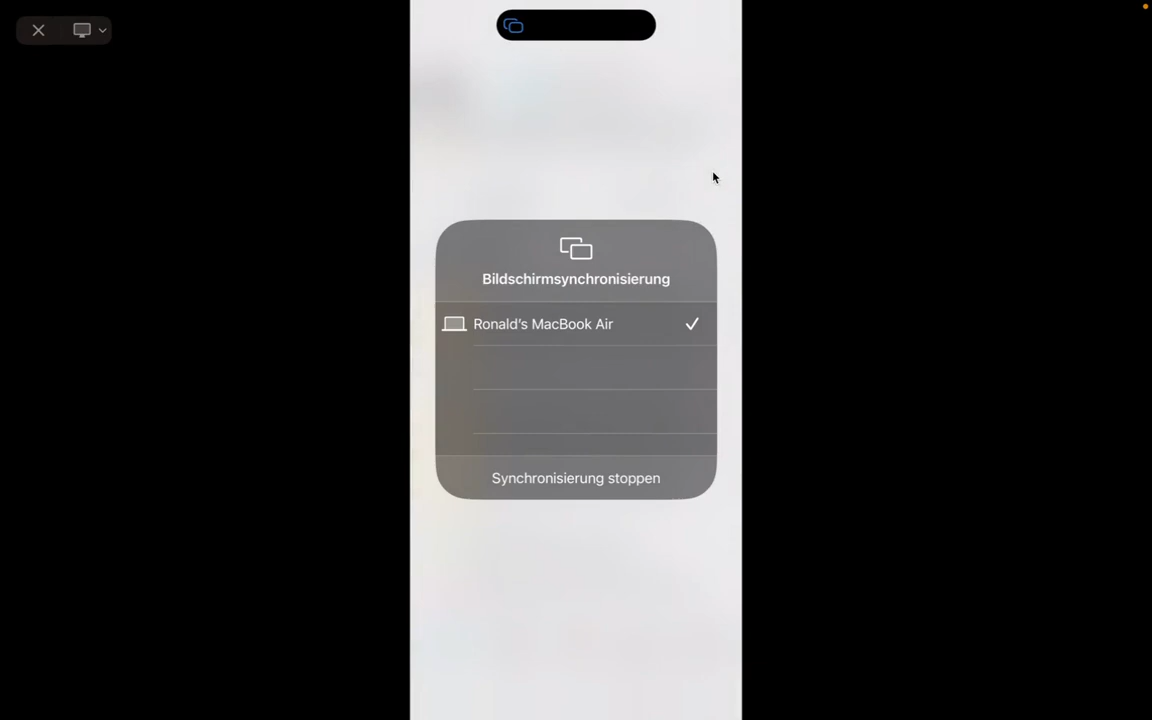 Bildschirmsynchronisierung
Ronald’s MacBook Air
Synchronisierung stoppen